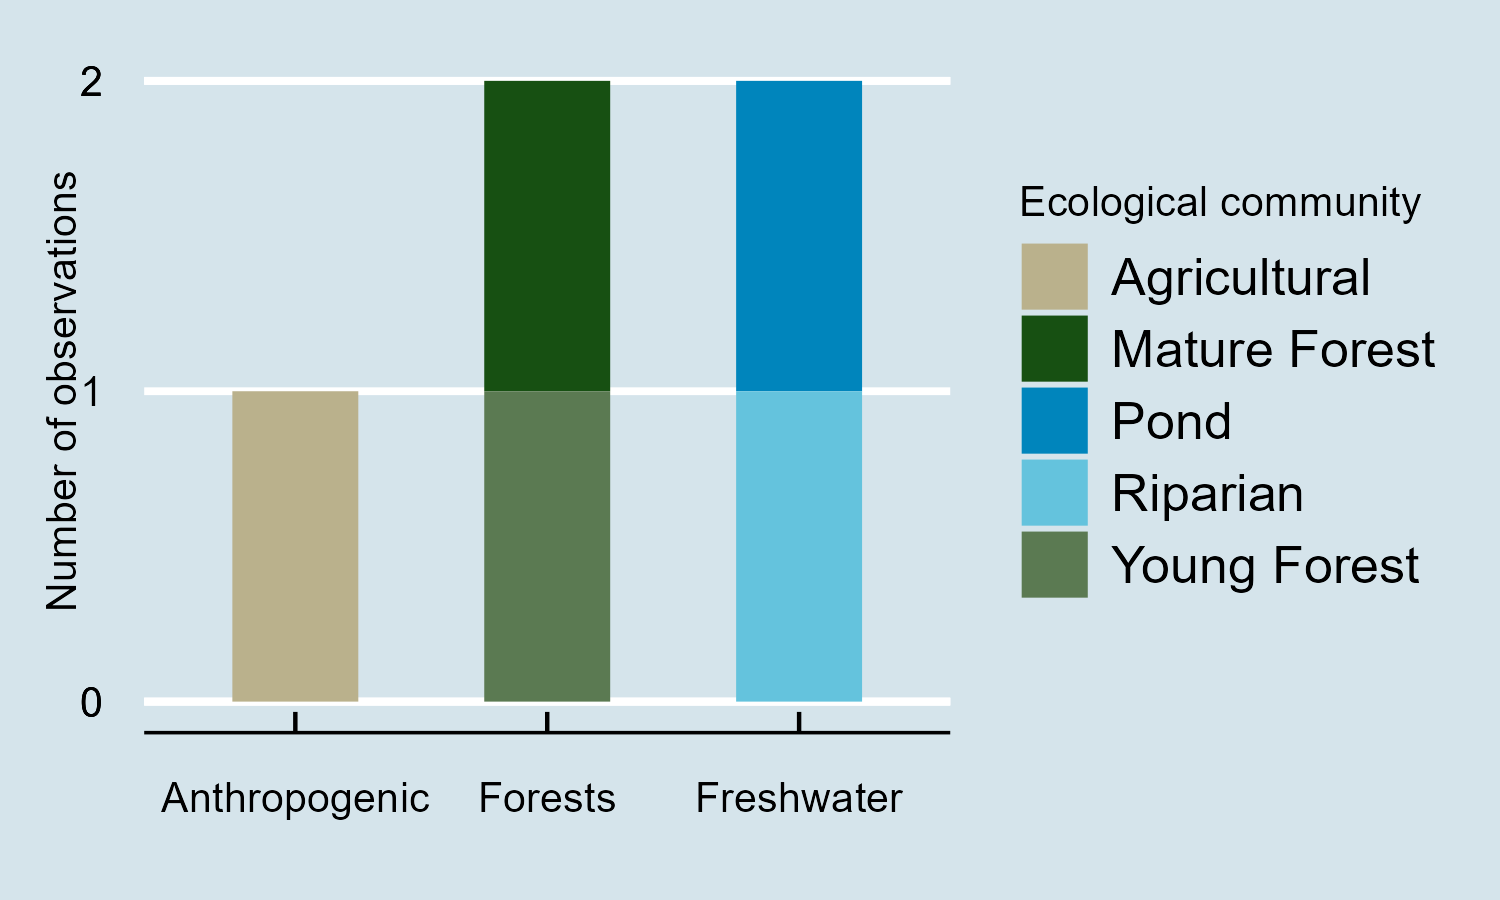 Number of observations
2
1
0
Anthropogenic Forests Freshwater
Ecological community
Agricultural
Mature Forest
Pond
Riparian
Young Forest